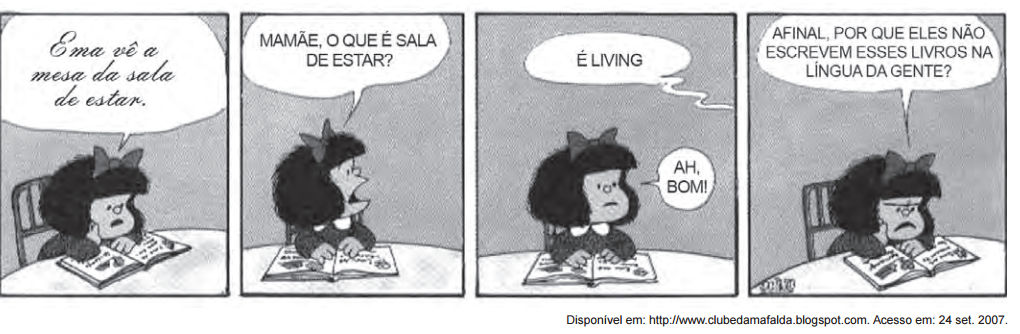 Ema vê a
mesa da sala
de estar.
MAMÃE, O QUE É SALA
DE ESTAR?
É LIVING
AH,
BOM!
AFINAL, POR QUE ELES NÃO
ESCREVEM ESSES LIVROS NA
LÍNGUA DA GENTE?
Disponível em: http://www.clubedamafalda.blogspot.com. Acesso em: 24 set. 2007.